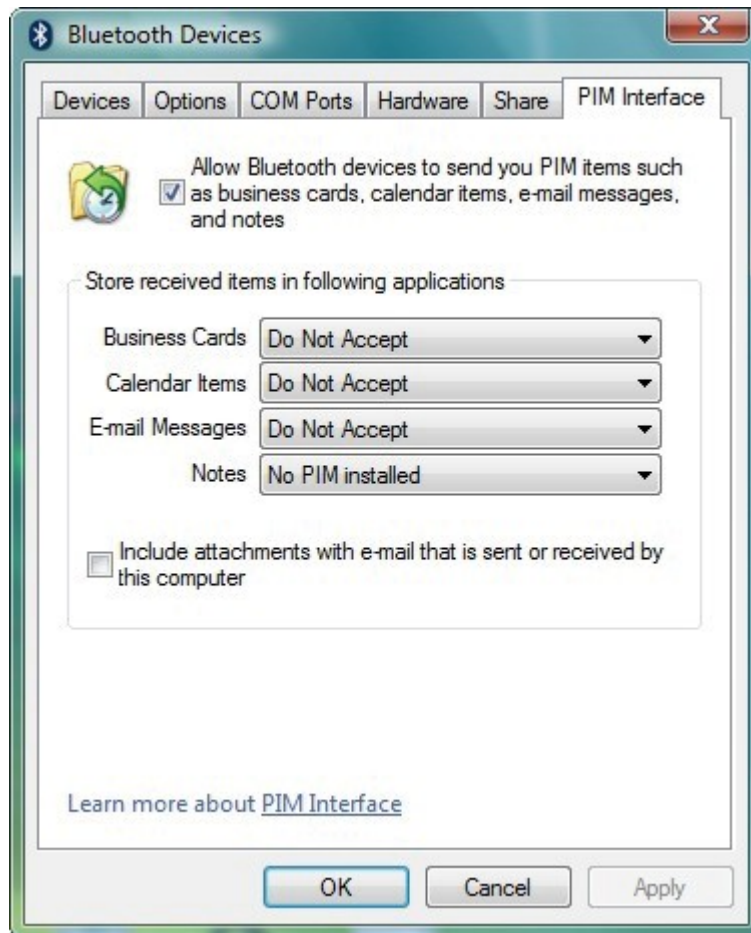 Bluetooth Devices
Devices Options COM Ports Hardware Share PIM Interface
Allow Bluetooth devices to send you PIM items such
as business cards, calendar items, e-mail messages,
and notes
Store received items in following applications
Business Cards Do Not Accept
Calendar Items Do Not Accept
E-mail Messages Do Not Accept
Notes No PIM installed
Include attachments with e-mail that is sent or received by
this computer
Learn more about PIM Interface
OK Cancel Apply